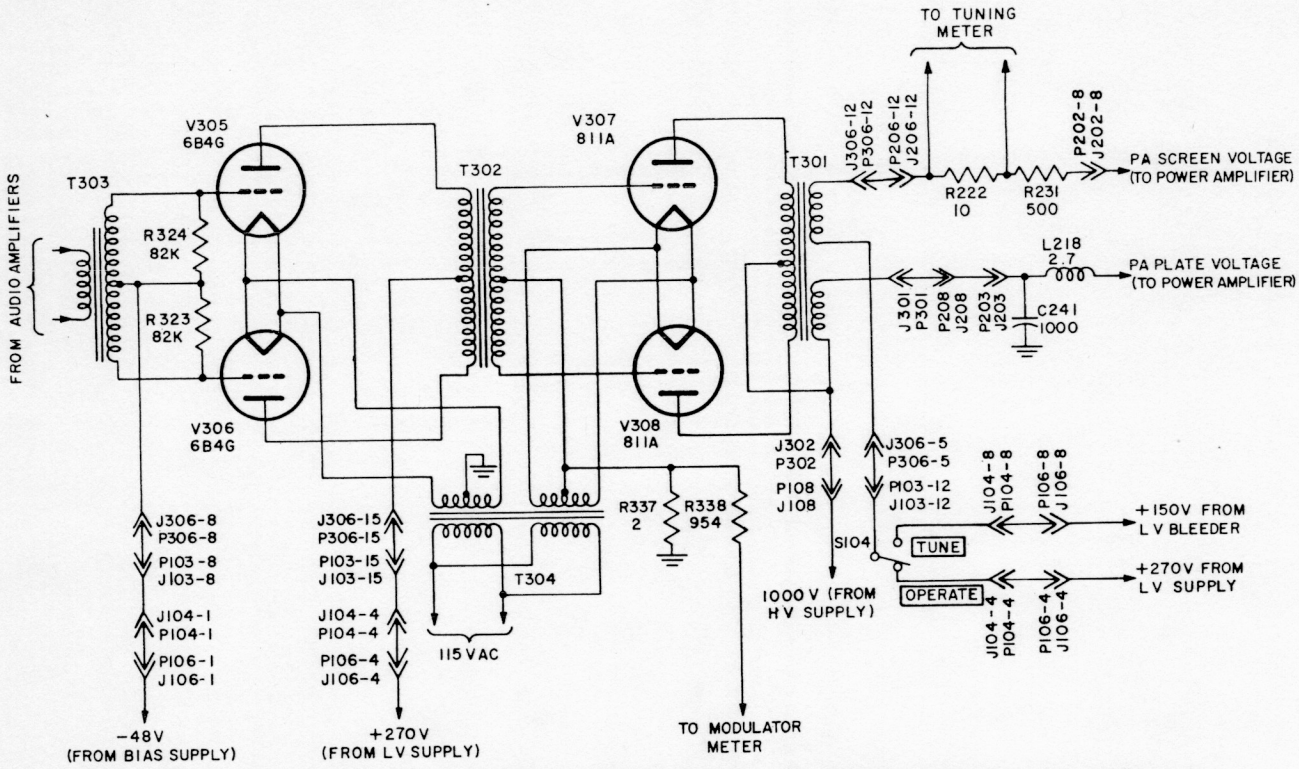 TO TUNING
METER
V305
6B4G
V307
811A
J306-12
P306-12
P206-12
J206-12
P202-8
J202-8
FROM AUDIO AMPLIFIERS
T303
T302
T301
R324
82K
R323
82K
R222
10
R231
500
PA SCREEN VOLTAGE
(TO POWER AMPLIFIER)
L218
2.7
PA PLATE VOLTAGE
(TO POWER AMPLIFIER)
J301
P301
P208
J208
P203
J203
C241
1000
V306
6B4G
V308
811A
J302
P302
P108
J108
J306-5
P306-5
P103-12
J103-12
J104-8
P104-8
P106-8
J106-8
+150V FROM
LV BLEEDER
S104
TUNE
OPERATE
+270V FROM
LV SUPPLY
J104-4
P104-4
P106-4
J106-4
1000V (FROM
HV SUPPLY)
R337
2
R338
954
J306-8
P306-8
P103-8
J103-8
J104-1
P104-1
P106-1
J106-1
J306-15
P306-15
P103-15
J103-15
J104-4
P104-4
P106-4
J106-4
T304
115VAC
-48V
(FROM BIAS SUPPLY)
+270V
(FROM LV SUPPLY)
TO MODULATOR
METER